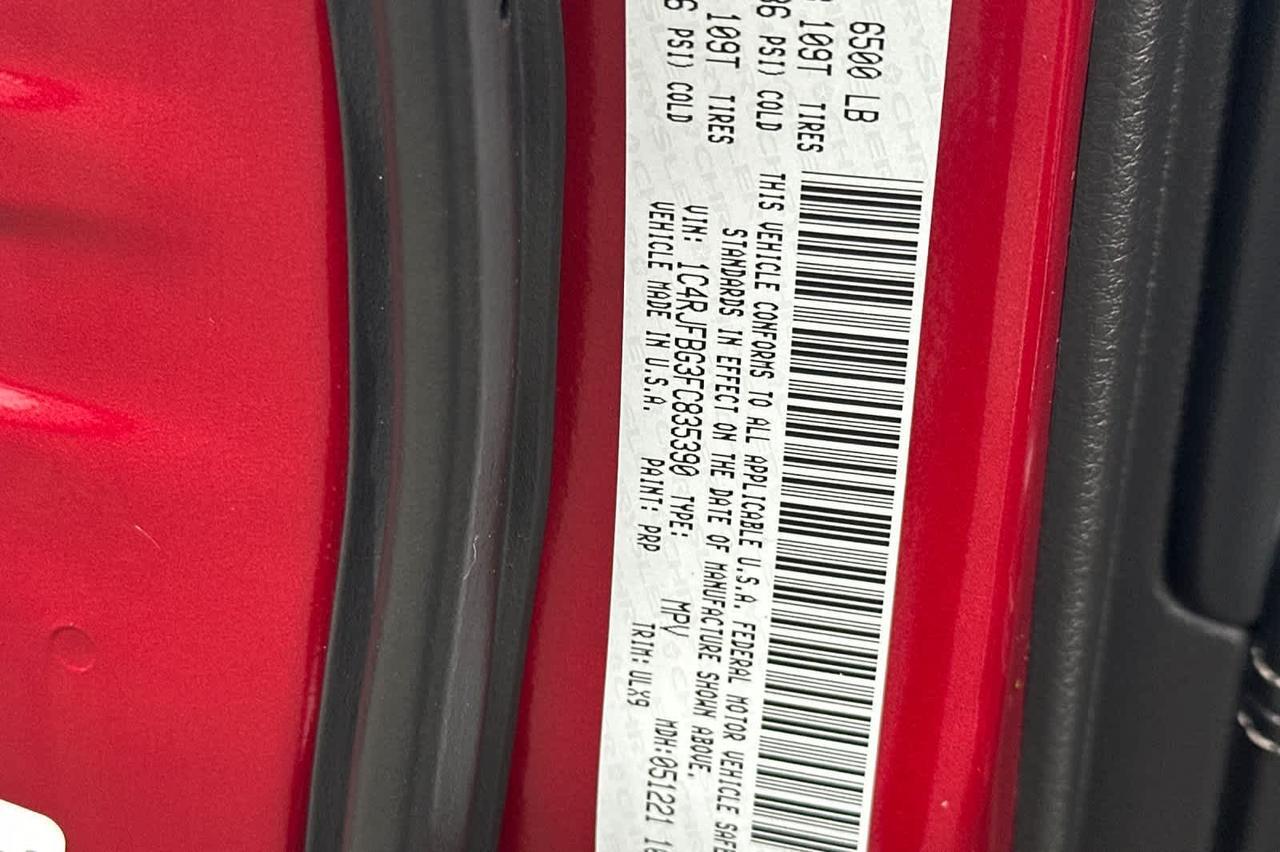 6500 LB
109T TIRES
PSI) COLD
109T TIRES
PSI) COLD
THIS VEHICLE CONFORMS TO ALL APPLICABLE U.S.A. FEDERAL MOTOR VEHICLE
STANDARDS IN EFFECT ON THE DATE OF MANUFACTURE SHOWN ABOVE.
VIN: 1C4RJFBG3FC835390 TYPE: MPV
VEHICLE MADE IN U.S.A. PAINT: PRP TRIM: ULX9 MDH:051221